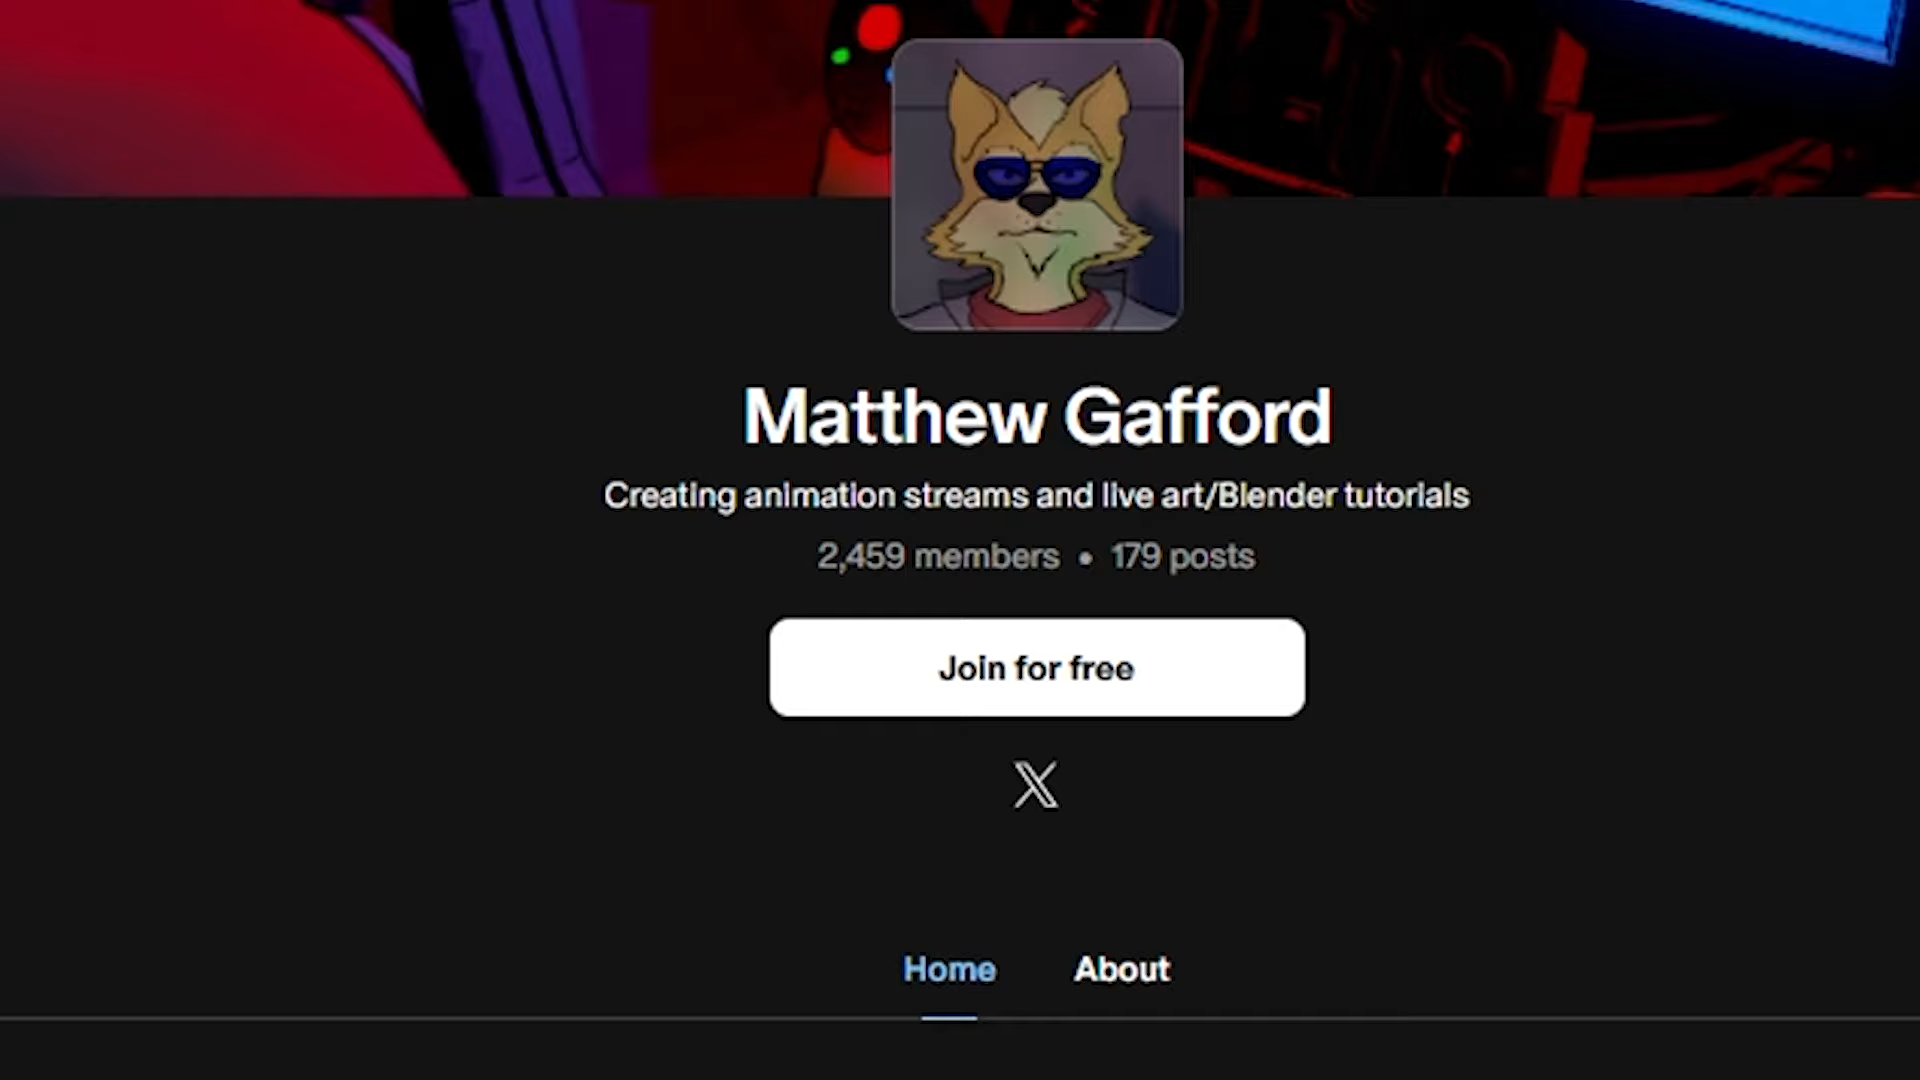 Matthew Gafford
Creating animation streams and live art/Blender tutorials
2,459 members • 179 posts
Join for free
Home About